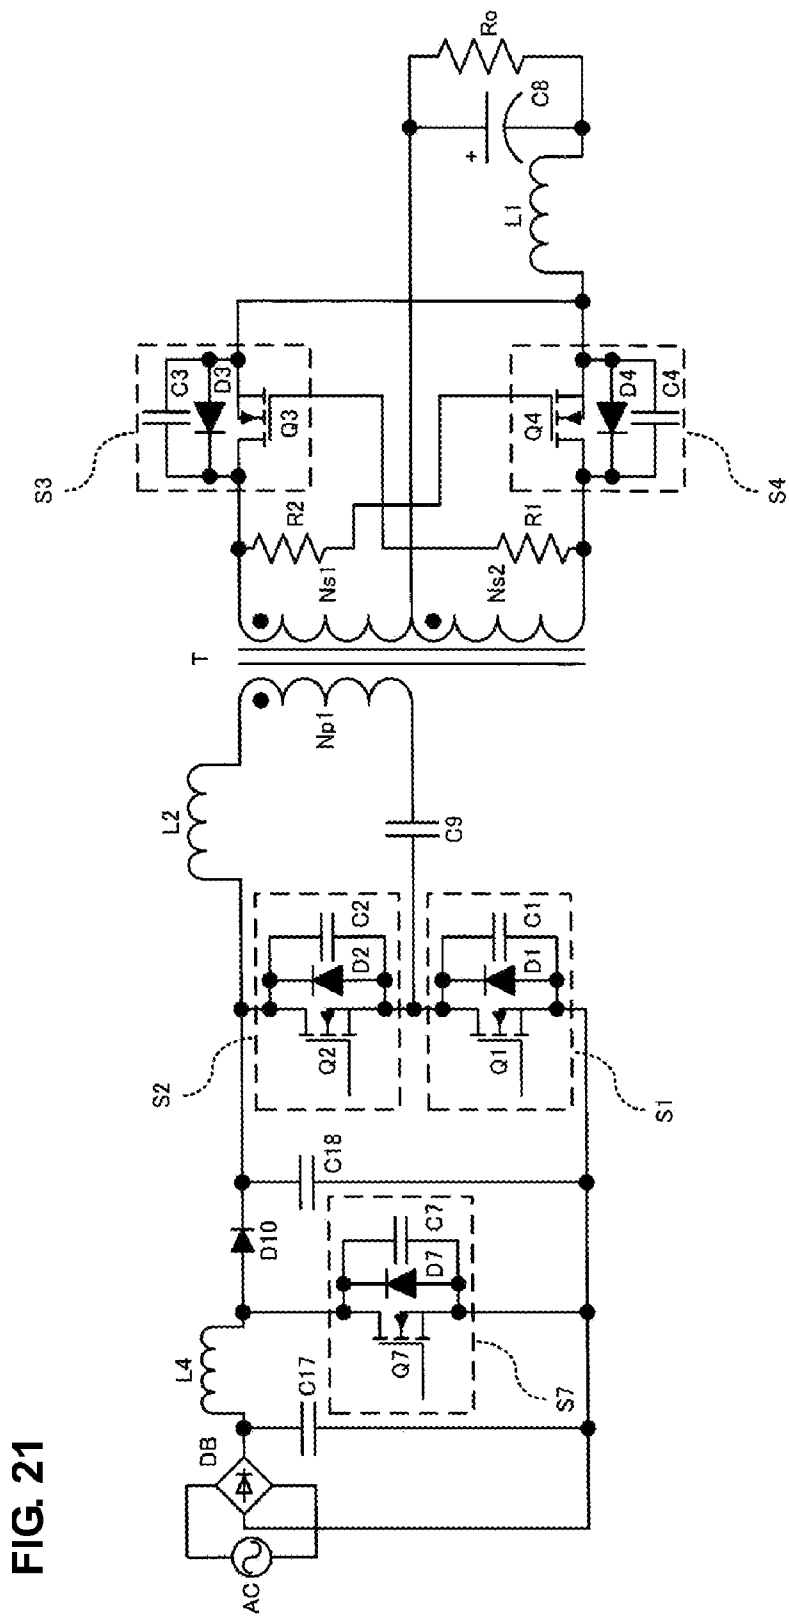 FIG. 21
AC
DB
L4
C17
S7
Q7
D7
C7
D10
C18
S2
Q2
D2
C2
S1
Q1
D1
C1
L2
C9
Np1
T
Ns1
Ns2
R2
R1
S3
C3
D3
Q3
S4
Q4
D4
C4
L1
+
C8
Ro